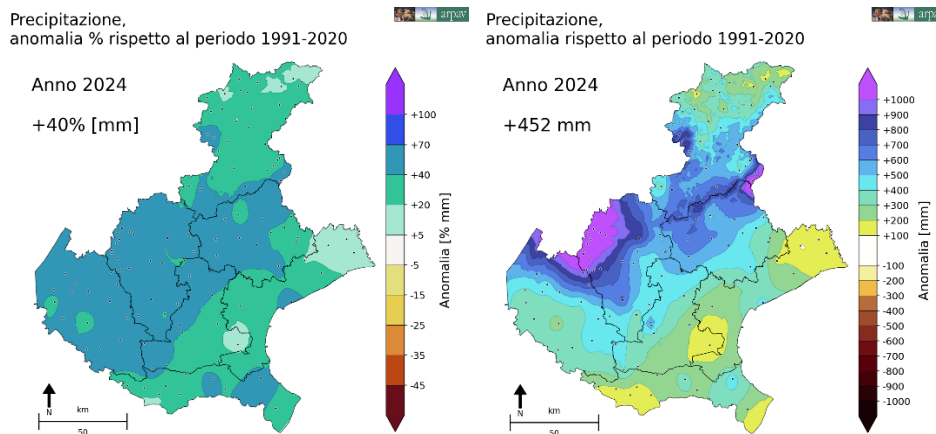 arpav
Precipitazione,
anomalia % rispetto al periodo 1991-2020
Anno 2024
+40% [mm]
+100
+70
+40
+20
+5
-5
-15
-25
-35
-45
Anomalia [% mm]
N
km
50
arpav
Precipitazione,
anomalia rispetto al periodo 1991-2020
Anno 2024
+452 mm
+1000
+900
+800
+700
+600
+500
+400
+300
+200
+100
-100
-200
-300
-400
-500
-600
-700
-800
-900
-1000
Anomalia [mm]
N
km
50